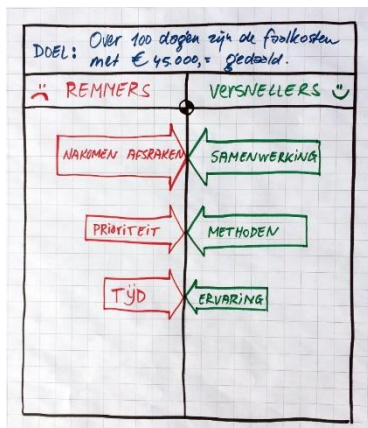 DOEL: Over 100 dagen zijn de faalkosten
met € 45.000,= gedaald.
REMMERS
VERSNELLERS
NAKOMEN AFSRAKEN
SAMENWERKING
PRIORITEIT
METHODEN
TIJD
ERVARING